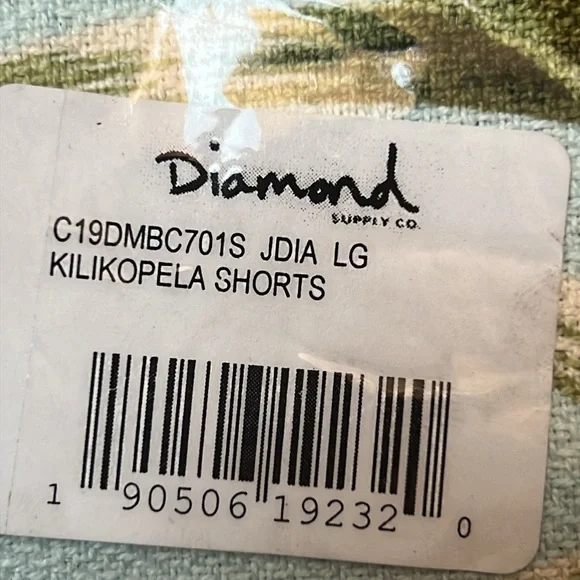 Diamond
SUPPLY CO.
C19DMBC701S JDIA LG
KILIKOPELA SHORTS
1 90506 19232 0